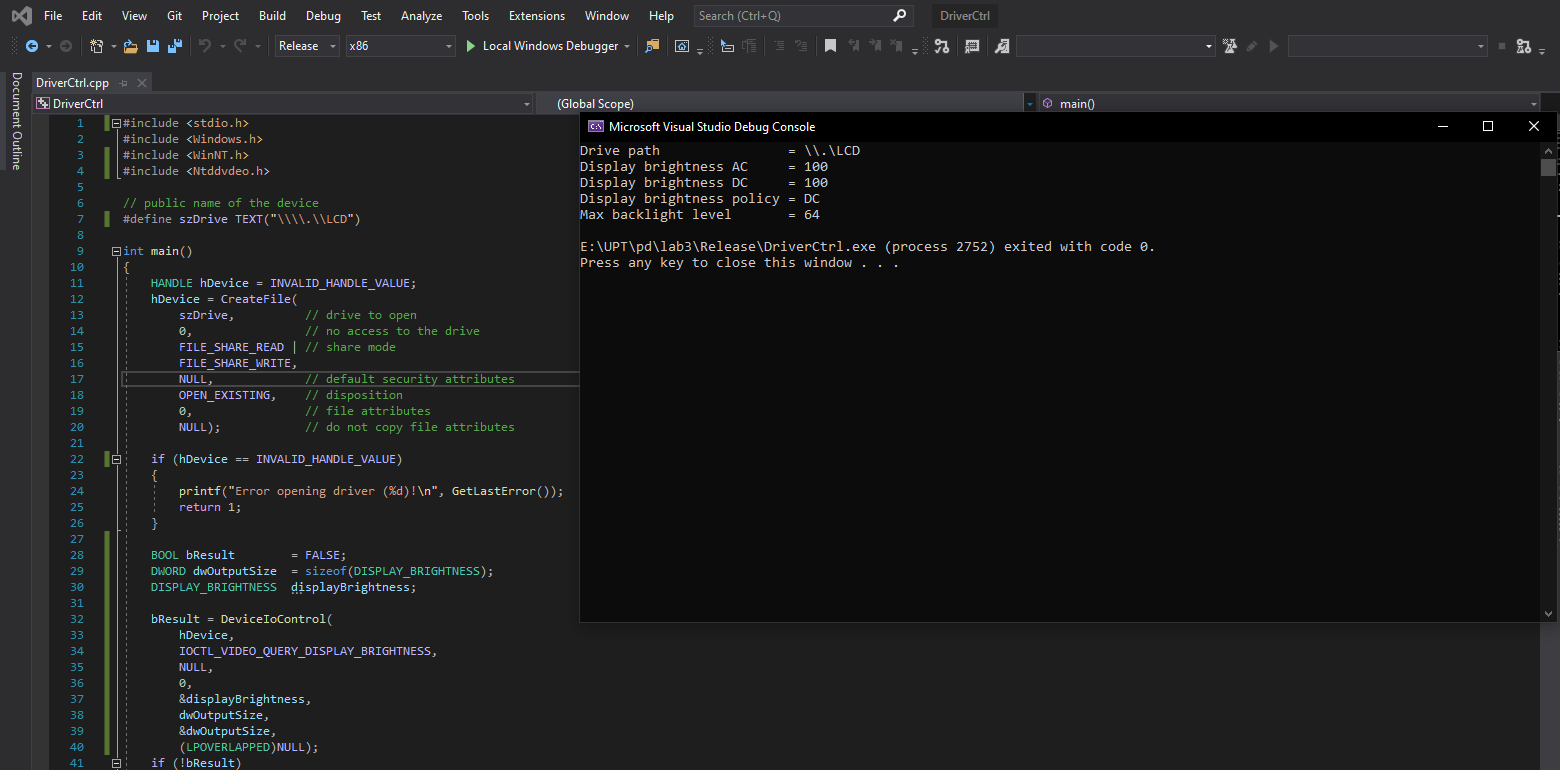 File Edit View Git Project Build Debug Test Analyze Tools Extensions Window Help Search (Ctrl+Q) DriverCtrl
Release x86 Local Windows Debugger
Document Outline
DriverCtrl.cpp
DriverCtrl (Global Scope) main()
1 #include <stdio.h>
2 #include <Windows.h>
3 #include <WinNT.h>
4 #include <Ntddvdeo.h>
5
6 // public name of the device
7 #define szDrive TEXT("\\\\.\\LCD")
8
9 int main()
10 {
11 HANDLE hDevice = INVALID_HANDLE_VALUE;
12 hDevice = CreateFile(
13 szDrive, // drive to open
14 0, // no access to the drive
15 FILE_SHARE_READ | // share mode
16 FILE_SHARE_WRITE,
17 NULL, // default security attributes
18 OPEN_EXISTING, // disposition
19 0, // file attributes
20 NULL); // do not copy file attributes
21
22 if (hDevice == INVALID_HANDLE_VALUE)
23 {
24 printf("Error opening driver (%d)!\n", GetLastError());
25 return 1;
26 }
27
28 BOOL bResult = FALSE;
29 DWORD dwOutputSize = sizeof(DISPLAY_BRIGHTNESS);
30 DISPLAY_BRIGHTNESS displayBrightness;
31
32 bResult = DeviceIoControl(
33 hDevice,
34 IOCTL_VIDEO_QUERY_DISPLAY_BRIGHTNESS,
35 NULL,
36 0,
37 &displayBrightness,
38 dwOutputSize,
39 &dwOutputSize,
40 (LPOVERLAPPED)NULL);
41 if (!bResult)
Microsoft Visual Studio Debug Console
Drive path = \\.\LCD
Display brightness AC = 100
Display brightness DC = 100
Display brightness policy = DC
Max backlight level = 64
E:\UPT\pd\lab3\Release\DriverCtrl.exe (process 2752) exited with code 0.
Press any key to close this window . . .